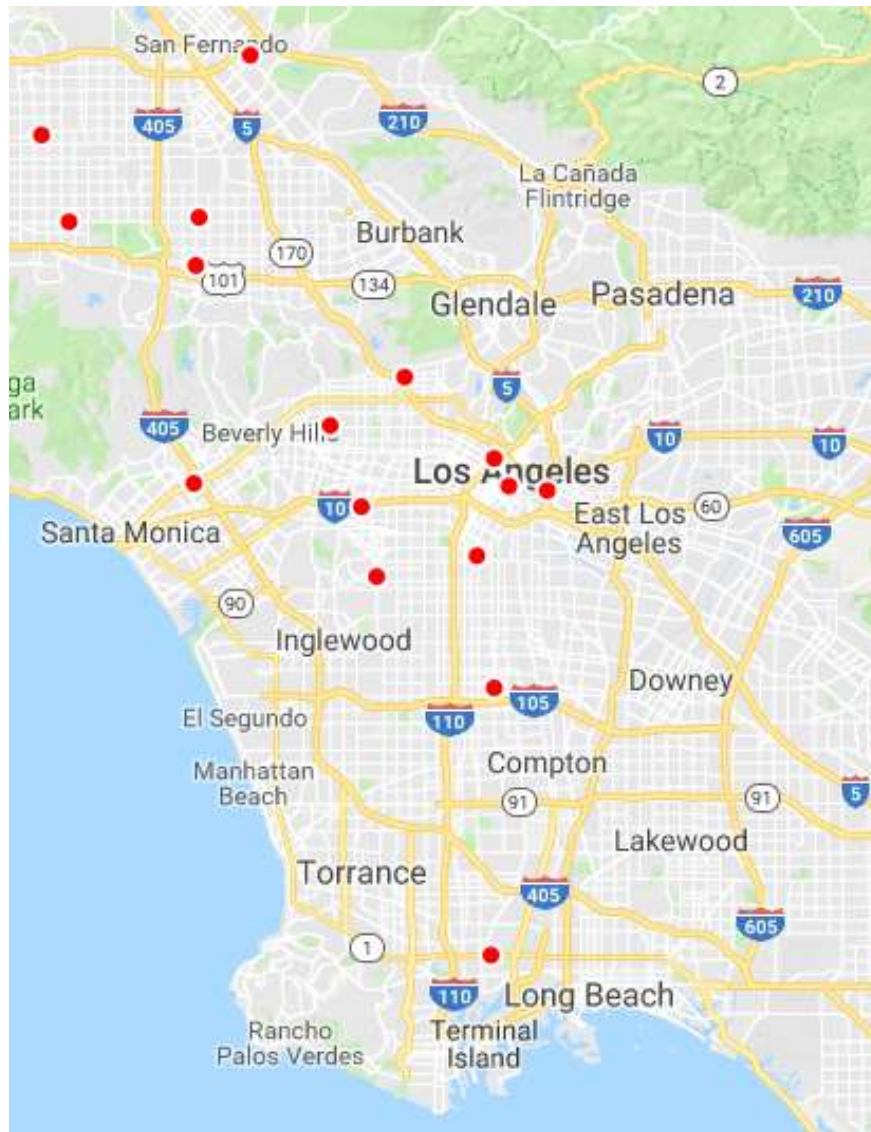 San Fernando
2
405
5
210
La Cañada
Flintridge
Burbank
170
101
134
210
Glendale
Pasadena
5
ga
ark
405
Beverly Hills
10
10
Los Angeles
10
60
Santa Monica
East Los
Angeles
605
90
Inglewood
Downey
105
El Segundo
110
Compton
Manhattan
Beach
91
91
5
Lakewood
Torrance
405
605
1
110
Long Beach
Rancho
Palos Verdes
Terminal
Island